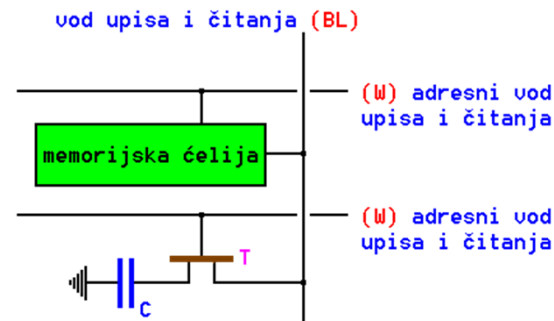 vod upisa i čitanja (BL)
(W) adresni vod
upisa i čitanja
memorijska ćelija
(W) adresni vod
upisa i čitanja
T
C